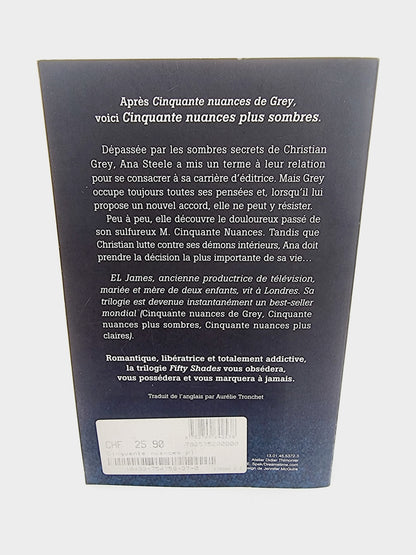 Après Cinquante nuances de Grey,
voici Cinquante nuances plus sombres.
Dépassée par les sombres secrets de Christian
Grey, Ana Steele a mis un terme à leur relation
pour se consacrer à sa carrière d'éditrice. Mais Grey
occupe toujours toutes ses pensées et, lorsqu'il lui
propose un nouvel accord, elle ne peut y résister.
Peu à peu, elle découvre le douloureux passé de
son sulfureux M. Cinquante Nuances. Tandis que
Christian lutte contre ses démons intérieurs, Ana doit
prendre la décision la plus importante de sa vie...
EL James, ancienne productrice de télévision,
mariée et mère de deux enfants, vit à Londres. Sa
trilogie est devenue instantanément un best-seller
mondial (Cinquante nuances de Grey, Cinquante
nuances plus sombres, Cinquante nuances plus
claires).
Romantique, libératrice et totalement addictive,
la trilogie Fifty Shades vous obsédera,
vous possédera et vous marquera à jamais.
Traduit de l'anglais par Aurélie Tronchet
CHF 25.90
Cinquante nuances pl
Atelier Didier Thimonier